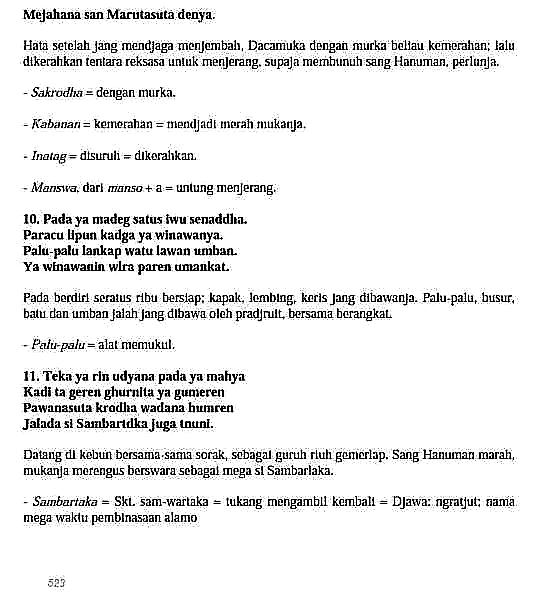 Mejahana san Marutasuta denya.
Hata setelah jang mendjaga menjembah, Dacamuka dengan murka beliau kemerahan; lalu
dikerahkan tentara reksasa untuk menjerang, supaja membunuh sang Hanuman, perlunja.
- Sakrodha = dengan murka.
- Kabanan = kemerahan = mendjadi merah mukanja.
- Inatag = disuruh = dikerahkan.
- Manswa, dari manso + a = untung menjerang.
10. Pada ya madeg satus iwu senaddha.
Paracu lipun kadga ya winawanya.
Palu-palu lankap watu lawan umban.
Ya winawanin wira paren umankat.
Pada berdiri seratus ribu bersiap; kapak, lembing, keris jang dibawanja. Palu-palu, busur,
batu dan umban jalah jang dibawa oleh pradjruit, bersama berangkat.
- Palu-palu = alat memukul.
11. Teka ya rin udyana pada ya mahya
Kadi ta geren ghurnita ya gumeren
Pawanasuta krodha wadana humren
Jalada si Sambartdka juga tnuni.
Datang di kebun bersama-sama sorak, sebagai guruh riuh gemerlap. Sang Hanuman marah,
mukanja merengus berswara sebagai mega si Sambarlaka.
- Sambartaka = Skt. sam-wartaka = tukang mengambil kembali = Djawa: ngratjut; nama
mega waktu pembinasaan alamo
523